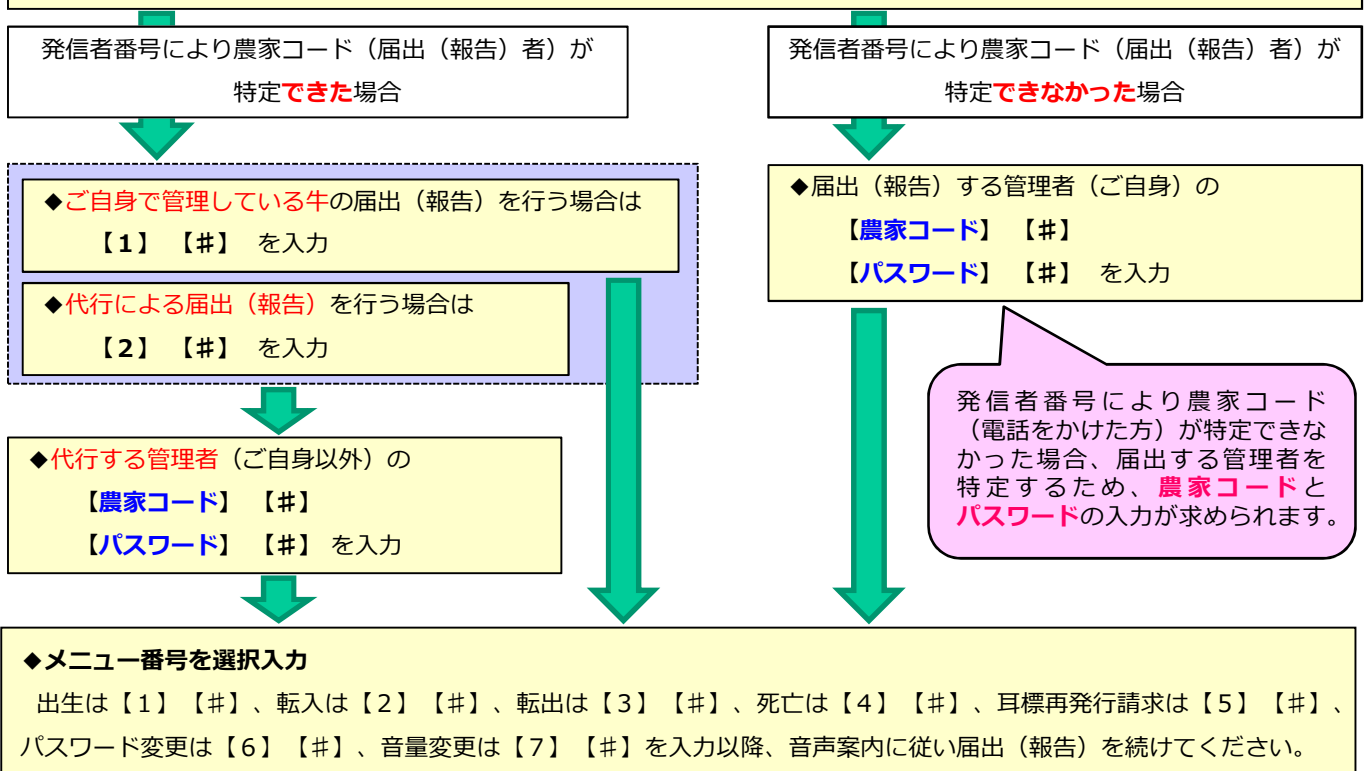 発信者番号により農家コード（届出（報告）者）が
特定できた場合
発信者番号により農家コード（届出（報告）者）が
特定できなかった場合
◆ご自身で管理している牛の届出（報告）を行う場合は
【１】【＃】 を入力
◆代行による届出（報告）を行う場合は
【２】【＃】 を入力
◆届出（報告）する管理者（ご自身）の
【農家コード】【＃】
【パスワード】【＃】 を入力
発信者番号により農家コード
（電話をかけた方）が特定できな
かった場合、届出する管理者を
特定するため、農家コードと
パスワードの入力が求められます。
◆代行する管理者（ご自身以外）の
【農家コード】【＃】
【パスワード】【＃】 を入力
◆メニュー番号を選択入力
出生は【１】【＃】、転入は【２】【＃】、転出は【３】【＃】、死亡は【４】【＃】、耳標再発行請求は【５】【＃】、
パスワード変更は【６】【＃】、音量変更は【７】【＃】を入力以降、音声案内に従い届出（報告）を続けてください。